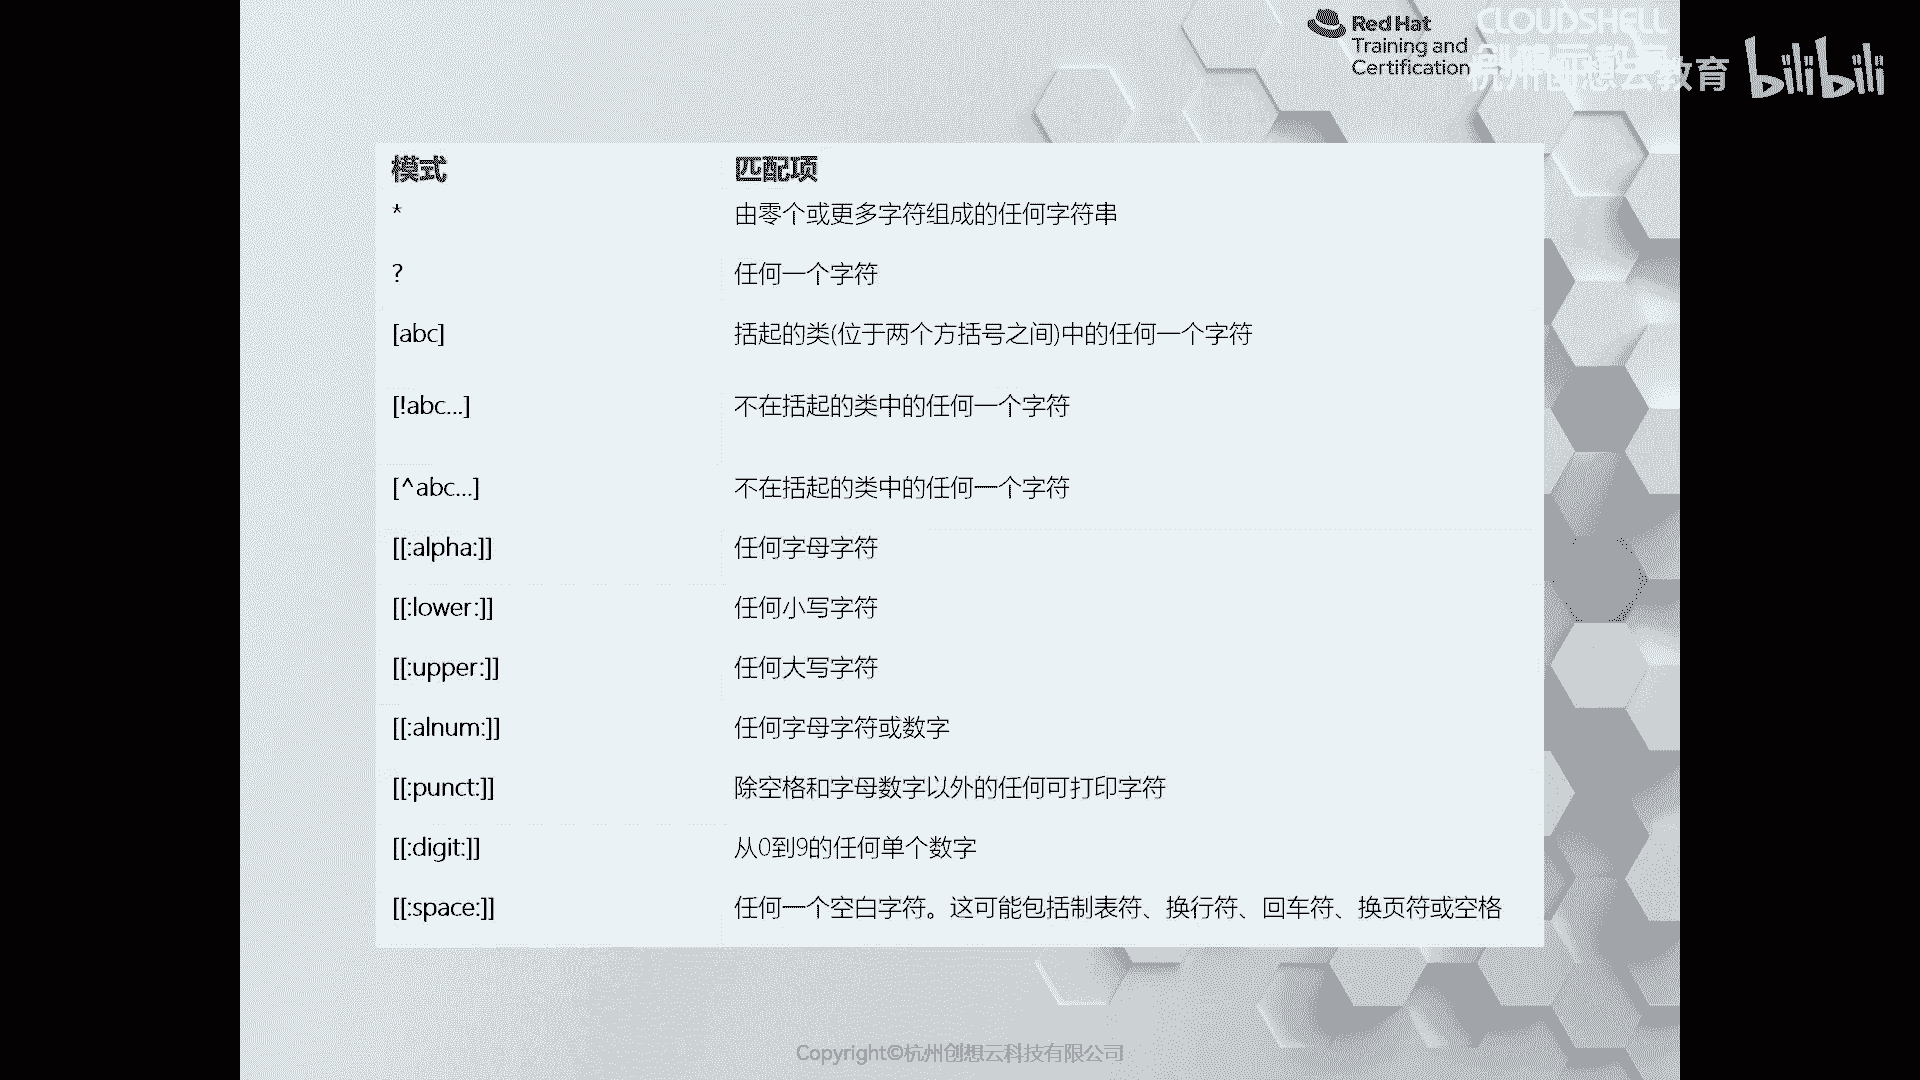 Red Hat
Training and
Certification
CLOUDSHELL
杭州创想云教育 bilibili
模式 匹配项
* 由零个或更多字符组成的任何字符串
? 任何一个字符
[abc] 括起的类(位于两个方括号之间)中的任何一个字符
[!abc...] 不在括起的类中的任何一个字符
[^abc...] 不在括起的类中的任何一个字符
[[:alpha:]] 任何字母字符
[[:lower:]] 任何小写字符
[[:upper:]] 任何大写字符
[[:alnum:]] 任何字母字符或数字
[[:punct:]] 除空格和字母数字以外的任何可打印字符
[[:digit:]] 从0到9的任何单个数字
[[:space:]] 任何一个空白字符。这可能包括制表符、换行符、回车符、换页符或空格
Copyright©杭州创想云科技有限公司